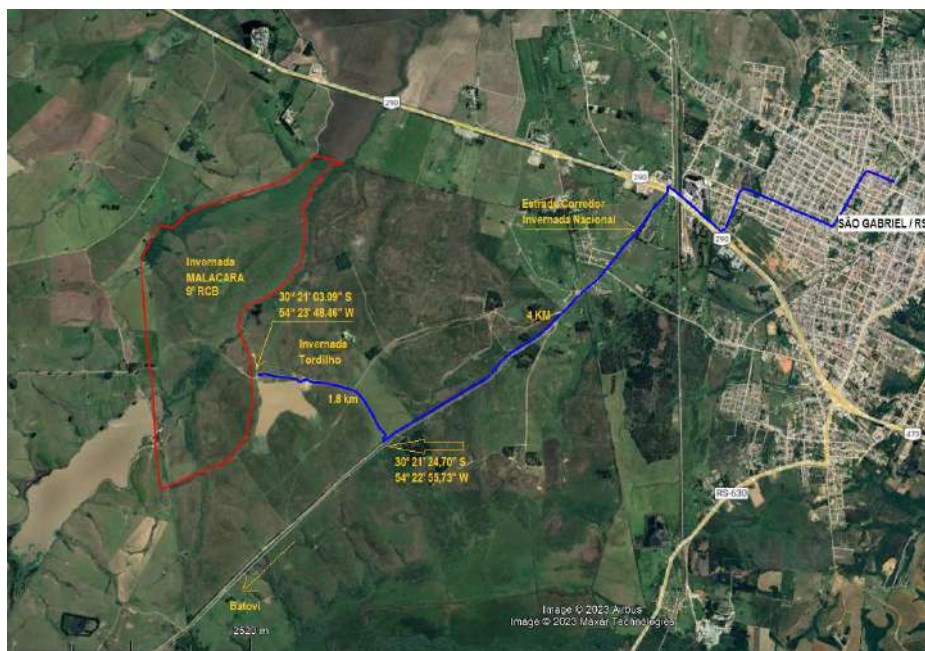 290
290
Estrada Corredor
Invernada Nacional
SÃO GABRIEL / RS
290
Invernada
MALACARA
9º RCB
30° 21' 03.09" S
54° 23' 48.46" W
4 KM
Invernada
Tordilho
1.8 km
473
30° 21' 24,70" S
54° 22' 55,73" W
RS-630
Batovi
2520 m
Image © 2023 Airbus
Image © 2023 Maxar Technologies